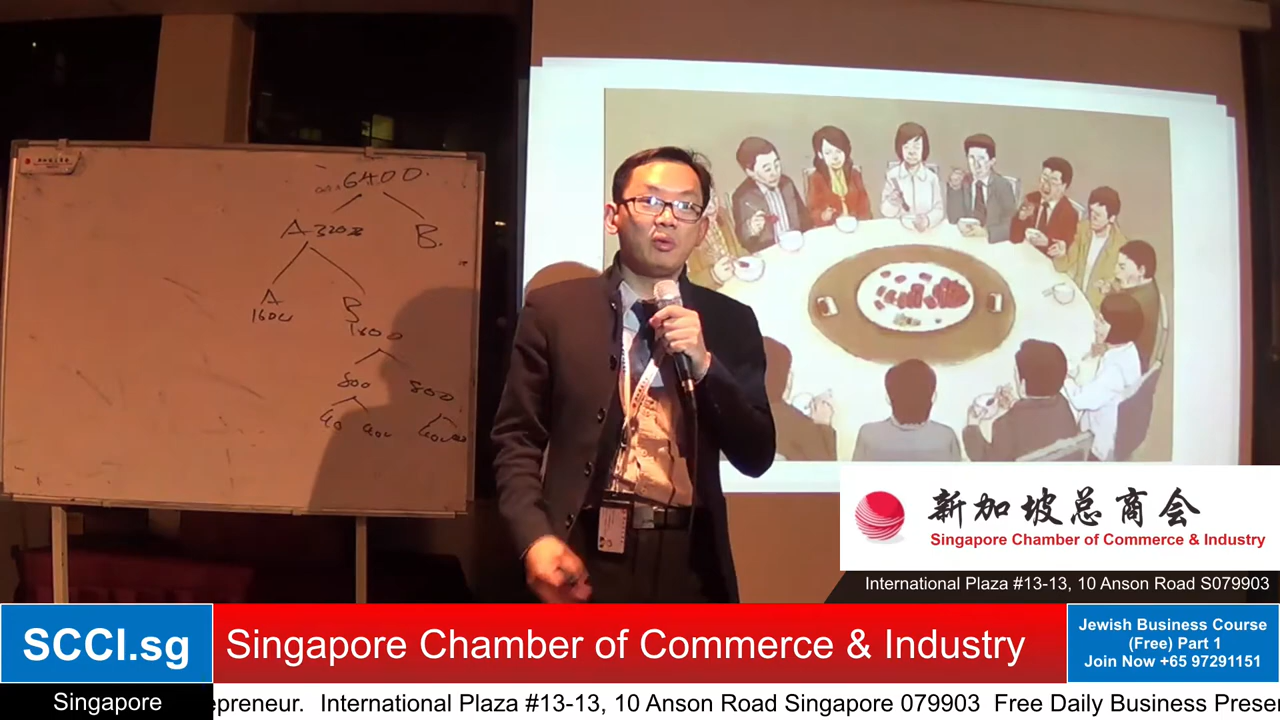 6400.
A 3200
B.
A
B
1600
1600
800
800
400
400
新加坡总商会
Singapore Chamber of Commerce & Industry
International Plaza #13-13, 10 Anson Road S079903
SCCI.sg
Singapore Chamber of Commerce & Industry
Jewish Business Course
(Free) Part 1
Join Now +65 97291151
Singapore
epreneur. International Plaza #13-13, 10 Anson Road Singapore 079903 Free Daily Business Prese